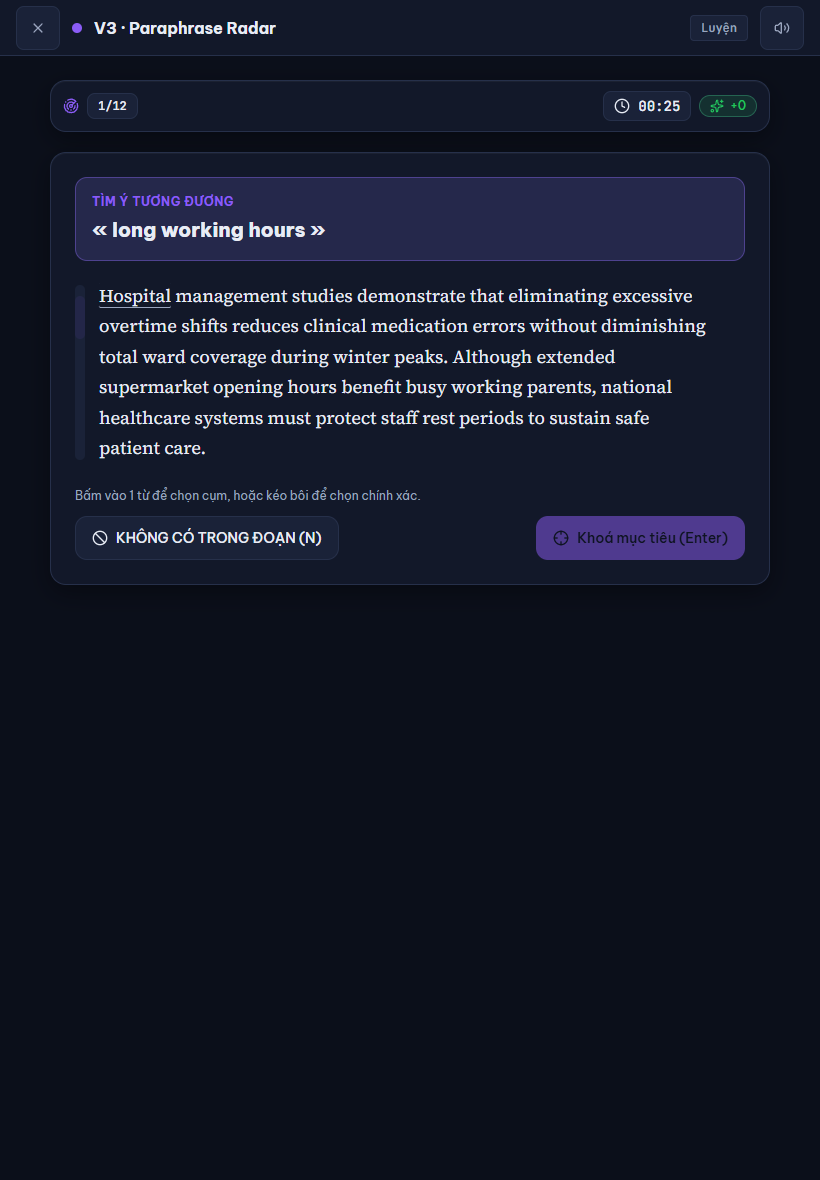 V3 · Paraphrase Radar
Luyện
1/12
00:25
+0
TÌM Ý TƯƠNG ĐƯƠNG
« long working hours »
Hospital management studies demonstrate that eliminating excessive
overtime shifts reduces clinical medication errors without diminishing
total ward coverage during winter peaks. Although extended
supermarket opening hours benefit busy working parents, national
healthcare systems must protect staff rest periods to sustain safe
patient care.
Bấm vào 1 từ để chọn cụm, hoặc kéo bôi để chọn chính xác.
KHÔNG CÓ TRONG ĐOẠN (N)
Khoá mục tiêu (Enter)